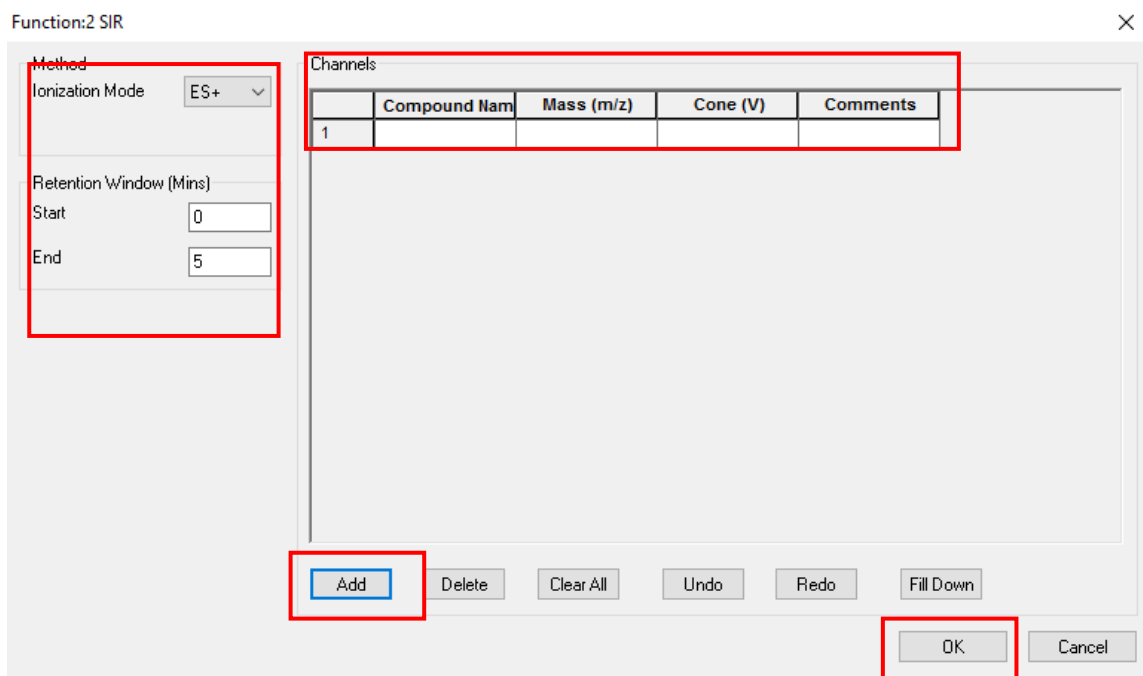 Function:2 SIR
Method
Ionization Mode ES+
Retention Window (Mins)
Start 0
End 5
Channels
Compound Nam Mass (m/z) Cone (V) Comments
1
Add Delete Clear All Undo Redo Fill Down
OK Cancel